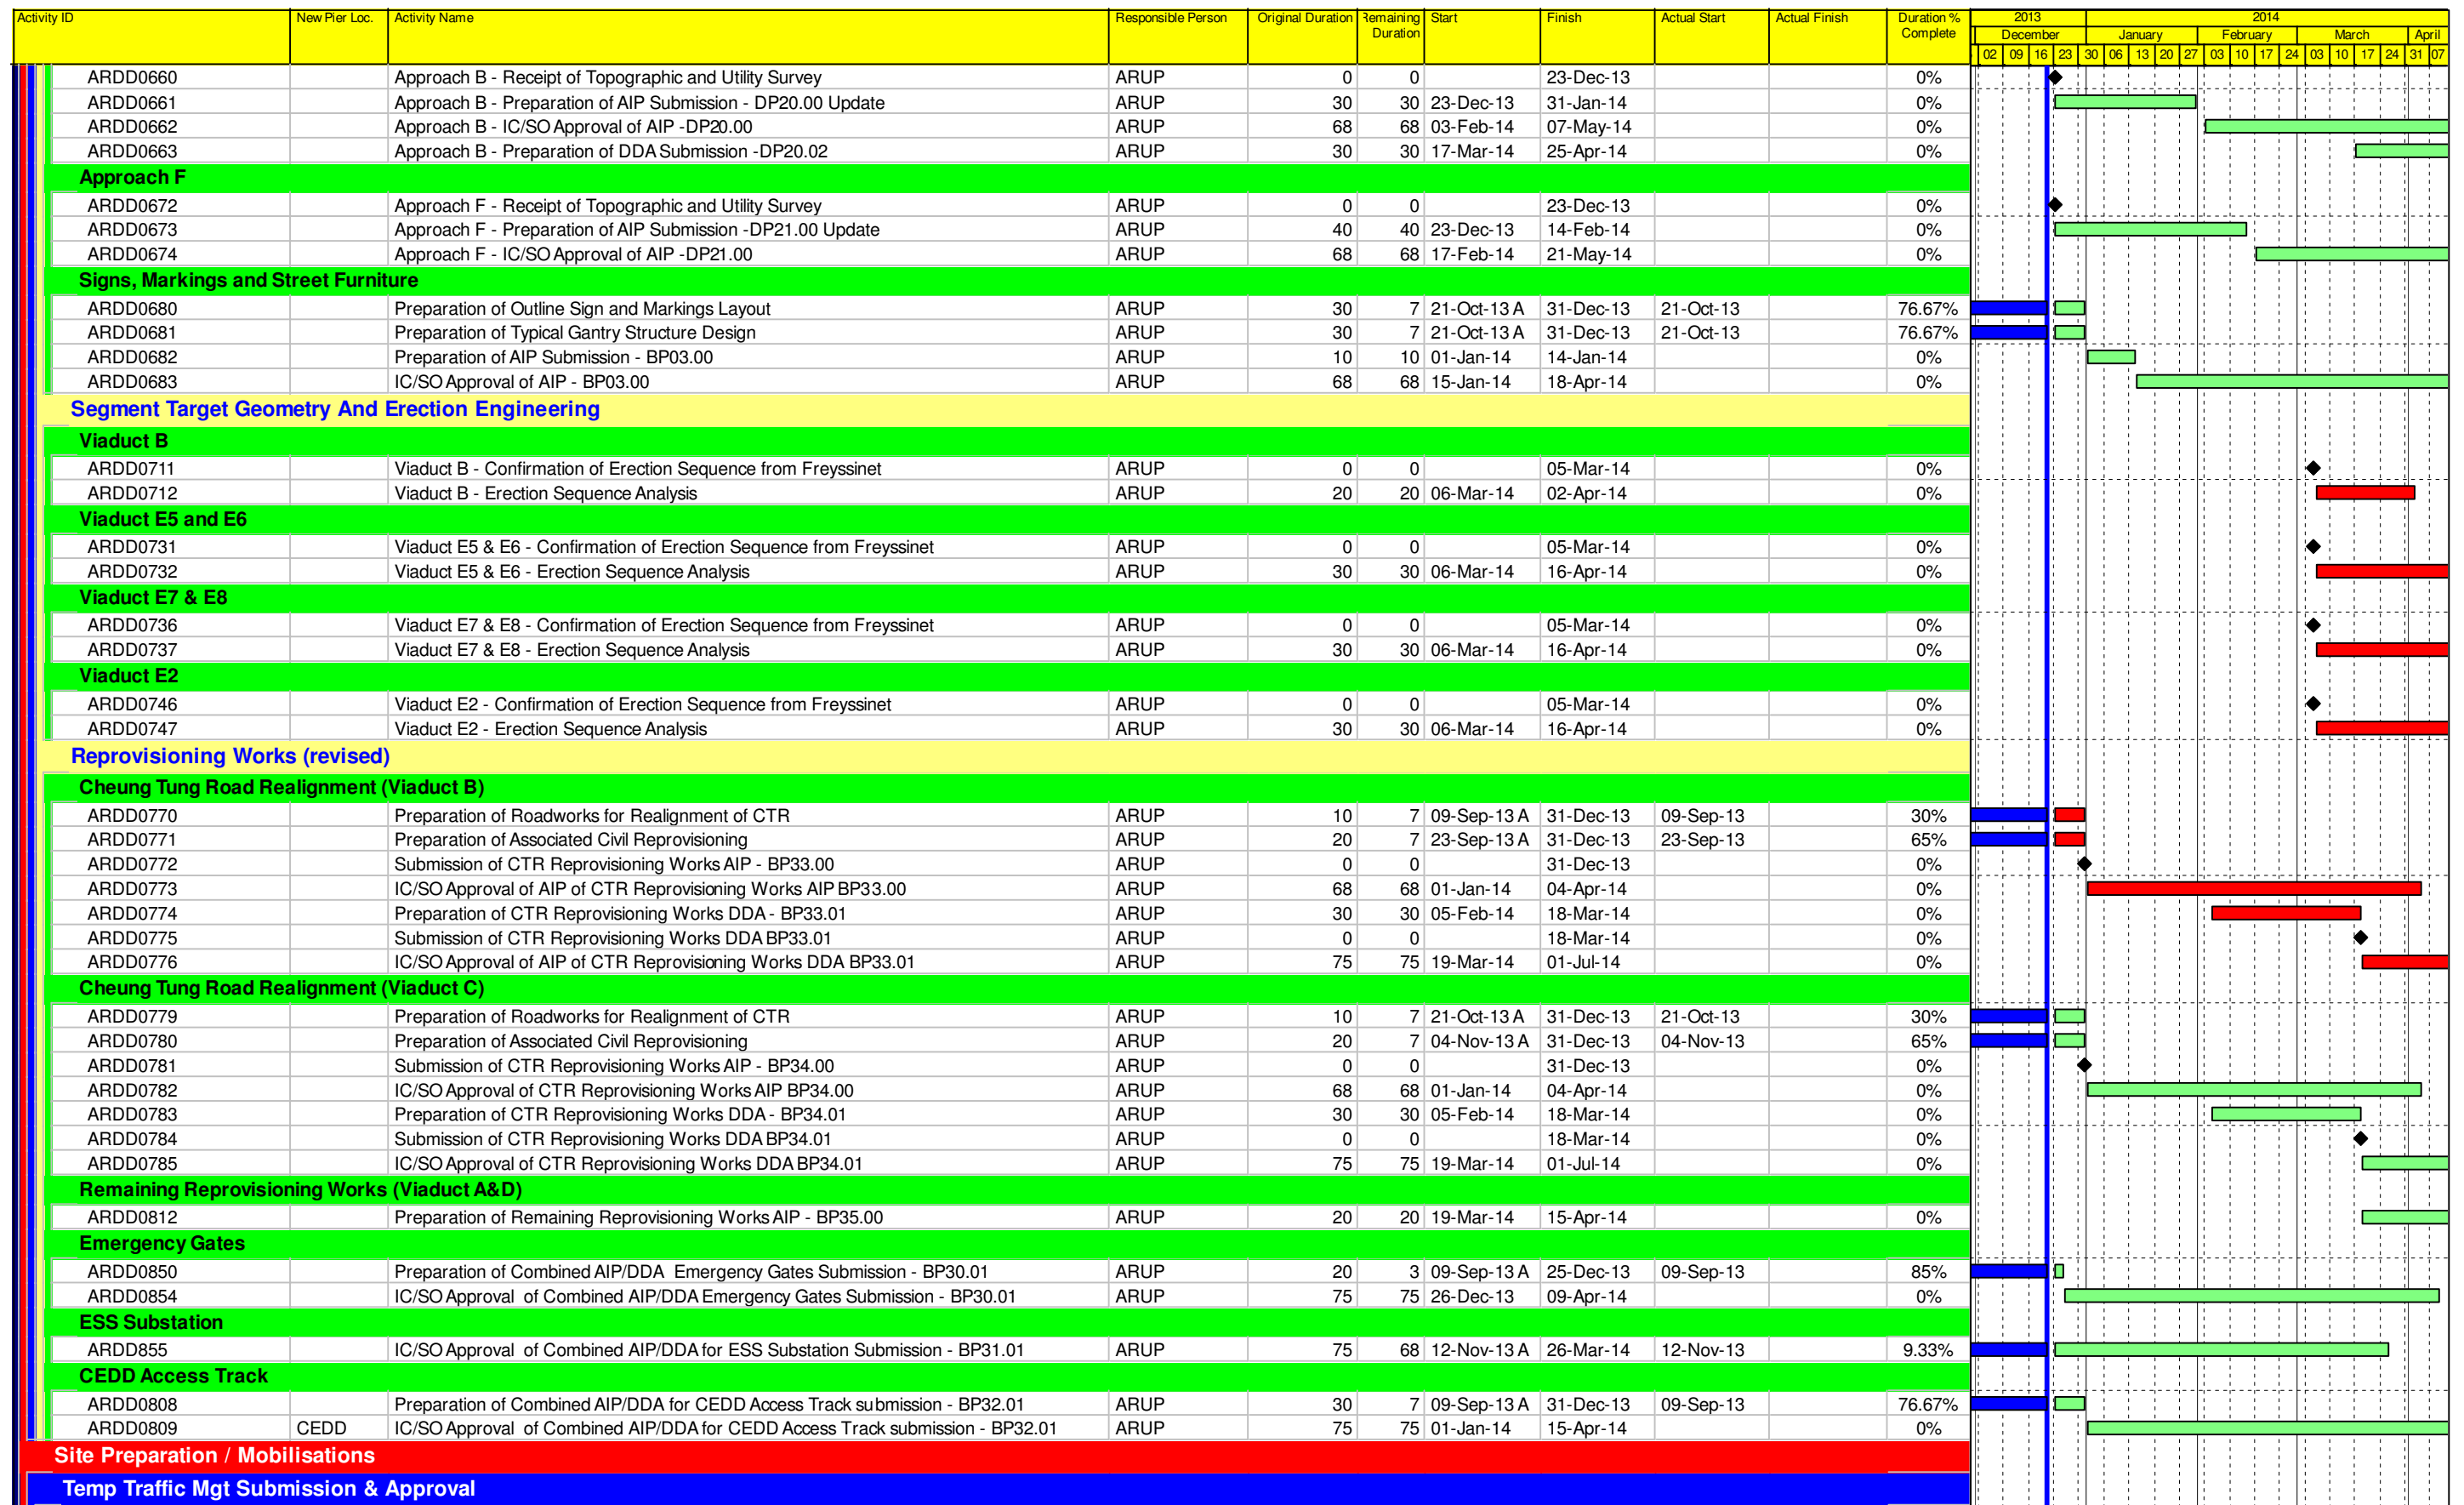 Activity ID New Pier Loc. Activity Name Responsible Person Original Duration Remaining Duration Start Finish Actual Start Actual Finish Duration % Complete 2013 2014
December January February March April
02 09 16 23 30 06 13 20 27 03 10 17 24 03 10 17 24 31 07
ARDD0660 Approach B - Receipt of Topographic and Utility Survey ARUP 0 0 23-Dec-13 0%
ARDD0661 Approach B - Preparation of AIP Submission - DP20.00 Update ARUP 30 30 23-Dec-13 31-Jan-14 0%
ARDD0662 Approach B - IC/SO Approval of AIP -DP20.00 ARUP 68 68 03-Feb-14 07-May-14 0%
ARDD0663 Approach B - Preparation of DDA Submission -DP20.02 ARUP 30 30 17-Mar-14 25-Apr-14 0%
Approach F
ARDD0672 Approach F - Receipt of Topographic and Utility Survey ARUP 0 0 23-Dec-13 0%
ARDD0673 Approach F - Preparation of AIP Submission -DP21.00 Update ARUP 40 40 23-Dec-13 14-Feb-14 0%
ARDD0674 Approach F - IC/SO Approval of AIP -DP21.00 ARUP 68 68 17-Feb-14 21-May-14 0%
Signs, Markings and Street Furniture
ARDD0680 Preparation of Outline Sign and Markings Layout ARUP 30 7 21-Oct-13 A 31-Dec-13 21-Oct-13 76.67%
ARDD0681 Preparation of Typical Gantry Structure Design ARUP 30 7 21-Oct-13 A 31-Dec-13 21-Oct-13 76.67%
ARDD0682 Preparation of AIP Submission - BP03.00 ARUP 10 10 01-Jan-14 14-Jan-14 0%
ARDD0683 IC/SO Approval of AIP - BP03.00 ARUP 68 68 15-Jan-14 18-Apr-14 0%
Segment Target Geometry And Erection Engineering
Viaduct B
ARDD0711 Viaduct B - Confirmation of Erection Sequence from Freyssinet ARUP 0 0 05-Mar-14 0%
ARDD0712 Viaduct B - Erection Sequence Analysis ARUP 20 20 06-Mar-14 02-Apr-14 0%
Viaduct E5 and E6
ARDD0731 Viaduct E5 & E6 - Confirmation of Erection Sequence from Freyssinet ARUP 0 0 05-Mar-14 0%
ARDD0732 Viaduct E5 & E6 - Erection Sequence Analysis ARUP 30 30 06-Mar-14 16-Apr-14 0%
Viaduct E7 & E8
ARDD0736 Viaduct E7 & E8 - Confirmation of Erection Sequence from Freyssinet ARUP 0 0 05-Mar-14 0%
ARDD0737 Viaduct E7 & E8 - Erection Sequence Analysis ARUP 30 30 06-Mar-14 16-Apr-14 0%
Viaduct E2
ARDD0746 Viaduct E2 - Confirmation of Erection Sequence from Freyssinet ARUP 0 0 05-Mar-14 0%
ARDD0747 Viaduct E2 - Erection Sequence Analysis ARUP 30 30 06-Mar-14 16-Apr-14 0%
Reprovisioning Works (revised)
Cheung Tung Road Realignment (Viaduct B)
ARDD0770 Preparation of Roadworks for Realignment of CTR ARUP 10 7 09-Sep-13 A 31-Dec-13 09-Sep-13 30%
ARDD0771 Preparation of Associated Civil Reprovisioning ARUP 20 7 23-Sep-13 A 31-Dec-13 23-Sep-13 65%
ARDD0772 Submission of CTR Reprovisioning Works AIP - BP33.00 ARUP 0 0 31-Dec-13 0%
ARDD0773 IC/SO Approval of AIP of CTR Reprovisioning Works AIP BP33.00 ARUP 68 68 01-Jan-14 04-Apr-14 0%
ARDD0774 Preparation of CTR Reprovisioning Works DDA - BP33.01 ARUP 30 30 05-Feb-14 18-Mar-14 0%
ARDD0775 Submission of CTR Reprovisioning Works DDA BP33.01 ARUP 0 0 18-Mar-14 0%
ARDD0776 IC/SO Approval of AIP of CTR Reprovisioning Works DDA BP33.01 ARUP 75 75 19-Mar-14 01-Jul-14 0%
Cheung Tung Road Realignment (Viaduct C)
ARDD0779 Preparation of Roadworks for Realignment of CTR ARUP 10 7 21-Oct-13 A 31-Dec-13 21-Oct-13 30%
ARDD0780 Preparation of Associated Civil Reprovisioning ARUP 20 7 04-Nov-13 A 31-Dec-13 04-Nov-13 65%
ARDD0781 Submission of CTR Reprovisioning Works AIP - BP34.00 ARUP 0 0 31-Dec-13 0%
ARDD0782 IC/SO Approval of CTR Reprovisioning Works AIP BP34.00 ARUP 68 68 01-Jan-14 04-Apr-14 0%
ARDD0783 Preparation of CTR Reprovisioning Works DDA - BP34.01 ARUP 30 30 05-Feb-14 18-Mar-14 0%
ARDD0784 Submission of CTR Reprovisioning Works DDA BP34.01 ARUP 0 0 18-Mar-14 0%
ARDD0785 IC/SO Approval of CTR Reprovisioning Works DDA BP34.01 ARUP 75 75 19-Mar-14 01-Jul-14 0%
Remaining Reprovisioning Works (Viaduct A&D)
ARDD0812 Preparation of Remaining Reprovisioning Works AIP - BP35.00 ARUP 20 20 19-Mar-14 15-Apr-14 0%
Emergency Gates
ARDD0850 Preparation of Combined AIP/DDA Emergency Gates Submission - BP30.01 ARUP 20 3 09-Sep-13 A 25-Dec-13 09-Sep-13 85%
ARDD0854 IC/SO Approval of Combined AIP/DDA Emergency Gates Submission - BP30.01 ARUP 75 75 26-Dec-13 09-Apr-14 0%
ESS Substation
ARDD855 IC/SO Approval of Combined AIP/DDA for ESS Substation Submission - BP31.01 ARUP 75 68 12-Nov-13 A 26-Mar-14 12-Nov-13 9.33%
CEDD Access Track
ARDD0808 Preparation of Combined AIP/DDA for CEDD Access Track submission - BP32.01 ARUP 30 7 09-Sep-13 A 31-Dec-13 09-Sep-13 76.67%
ARDD0809 CEDD IC/SO Approval of Combined AIP/DDA for CEDD Access Track submission - BP32.01 ARUP 75 75 01-Jan-14 15-Apr-14 0%
Site Preparation / Mobilisations
Temp Traffic Mgt Submission & Approval